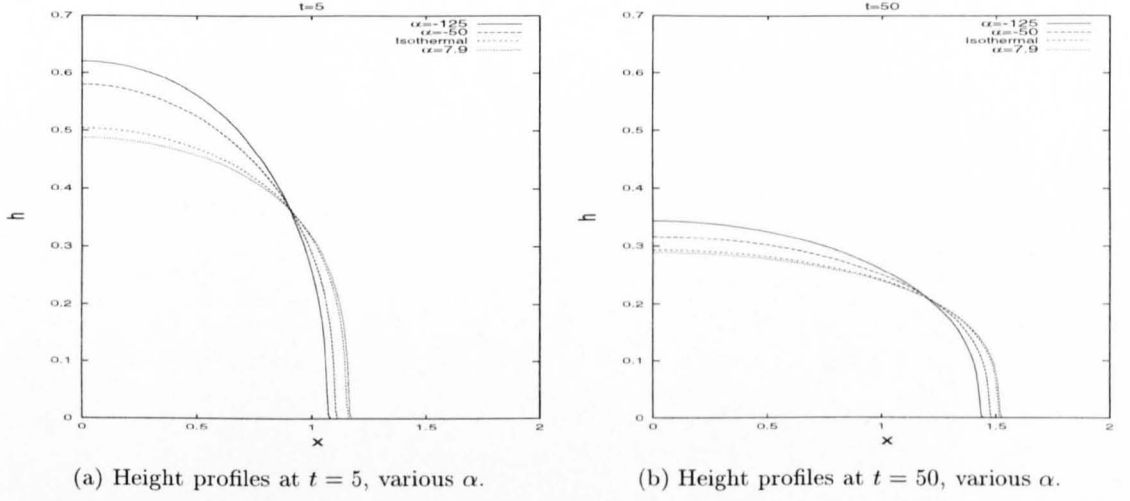 t=5
0.7
0.6
0.5
0.4
0.3
0.2
0.1
0
h
α=-125
α=-50
Isothermal
α=7.9
0
0.5
1
1.5
2
x
(a) Height profiles at t = 5, various α.
t=50
0.7
0.6
0.5
0.4
0.3
0.2
0.1
0
h
α=-125
α=-50
Isothermal
α=7.9
0
0.5
1
1.5
2
x
(b) Height profiles at t = 50, various α.